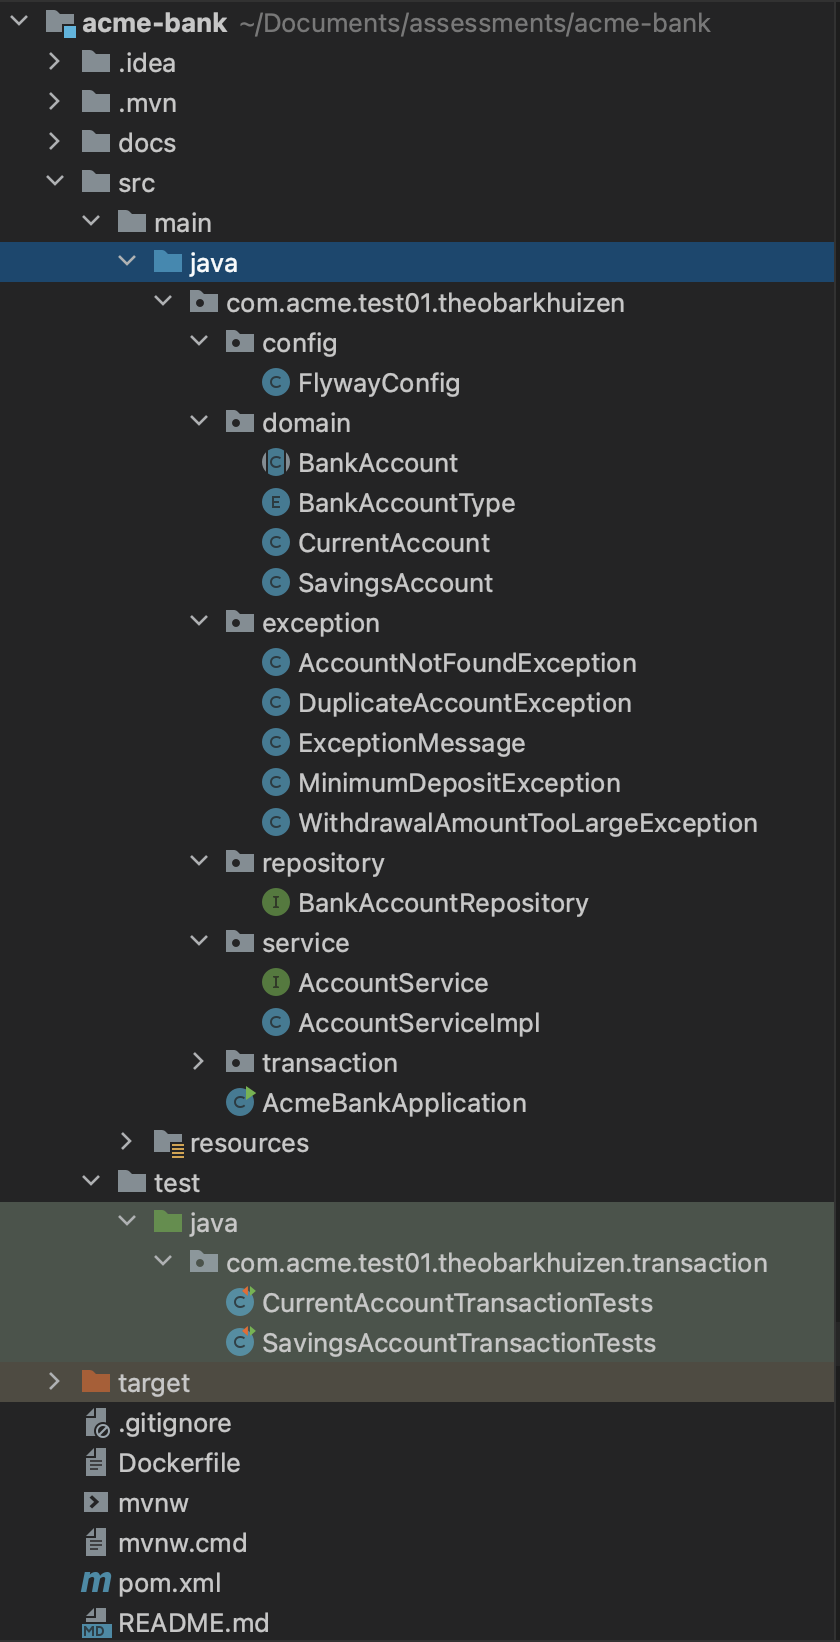 acme-bank ~/Documents/assessments/acme-bank
.idea
.mvn
docs
src
main
java
com.acme.test01.theobarkhuizen
config
C FlywayConfig
domain
C BankAccount
E BankAccountType
C CurrentAccount
C SavingsAccount
exception
C AccountNotFoundException
C DuplicateAccountException
C ExceptionMessage
C MinimumDepositException
C WithdrawalAmountTooLargeException
repository
I BankAccountRepository
service
I AccountService
C AccountServiceImpl
transaction
C AcmeBankApplication
resources
test
java
com.acme.test01.theobarkhuizen.transaction
C CurrentAccountTransactionTests
C SavingsAccountTransactionTests
target
.gitignore
Dockerfile
mvnw
mvnw.cmd
m pom.xml
MD README.md